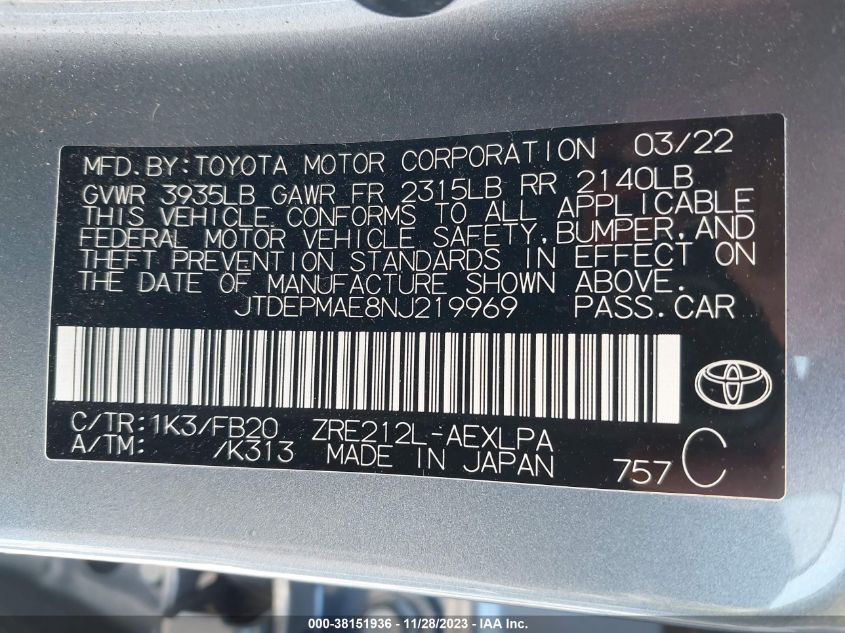 MFD.BY:TOYOTA MOTOR CORPORATION 03/22
GVWR 3935LB GAWR FR 2315LB RR 2140LB
THIS VEHICLE CONFORMS TO ALL APPLICABLE
FEDERAL MOTOR VEHICLE SAFETY,BUMPER,AND
THEFT PREVENTION STANDARDS IN EFFECT ON
THE DATE OF MANUFACTURE SHOWN ABOVE.
JTDEPMAE8NJ219969 PASS.CAR
C/TR:1K3/FB20 ZRE212L-AEXLPA
A/TM: /K313 MADE IN JAPAN 757 C
000-38151936 - 11/28/2023 - IAA Inc.